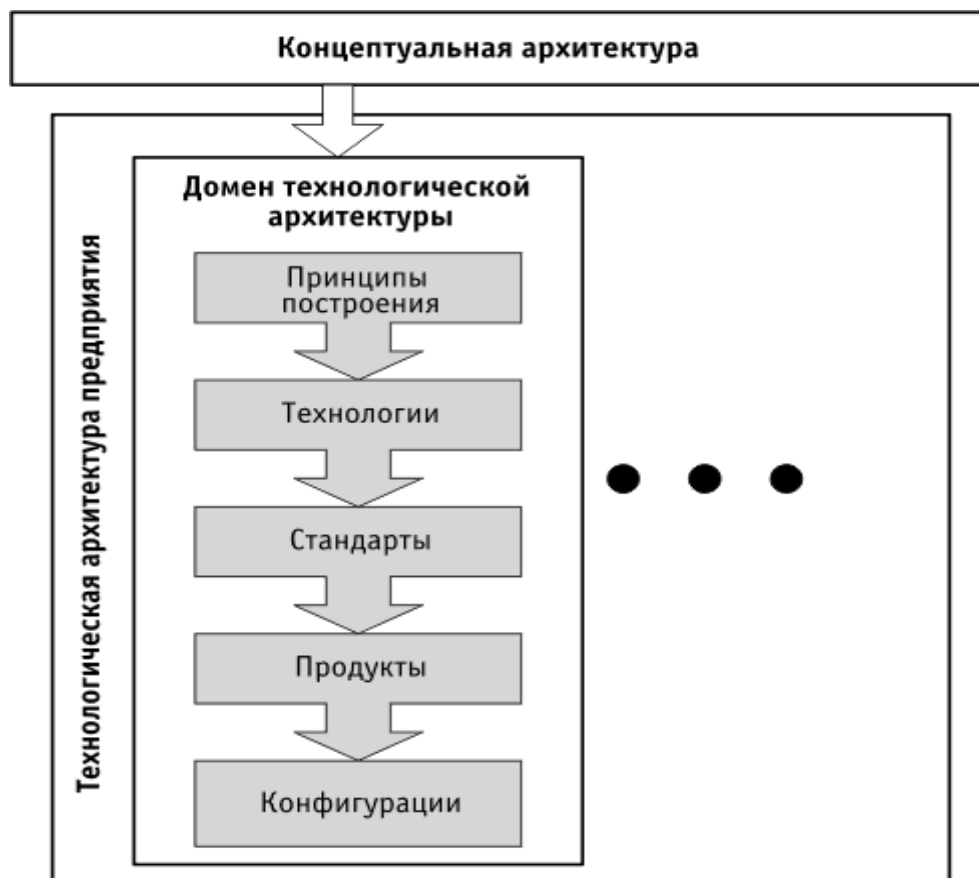 Концептуальная архитектура
Технологическая архитектура предприятия
Домен технологической
архитектуры
Принципы
построения
Технологии
Стандарты
Продукты
Конфигурации